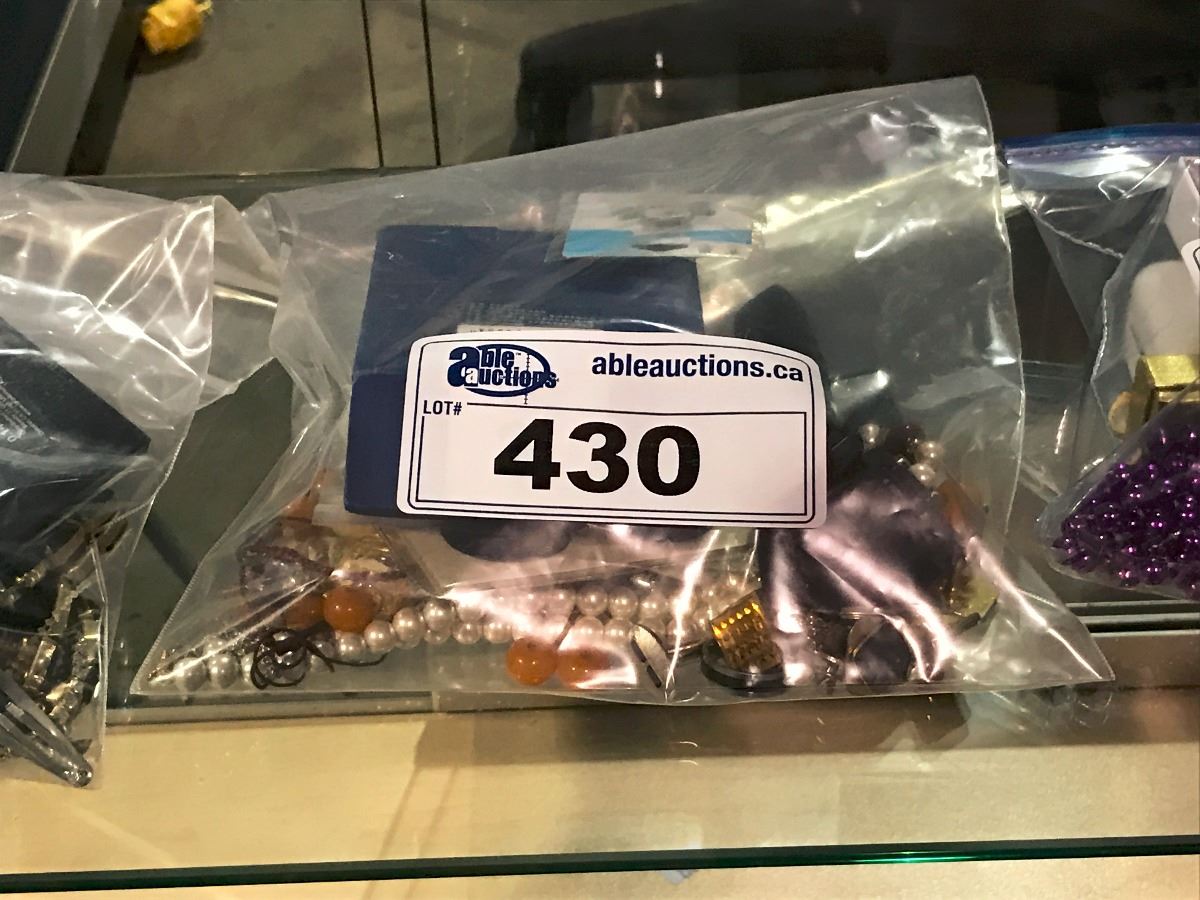 able auctions
ableauctions.ca
LOT#
430